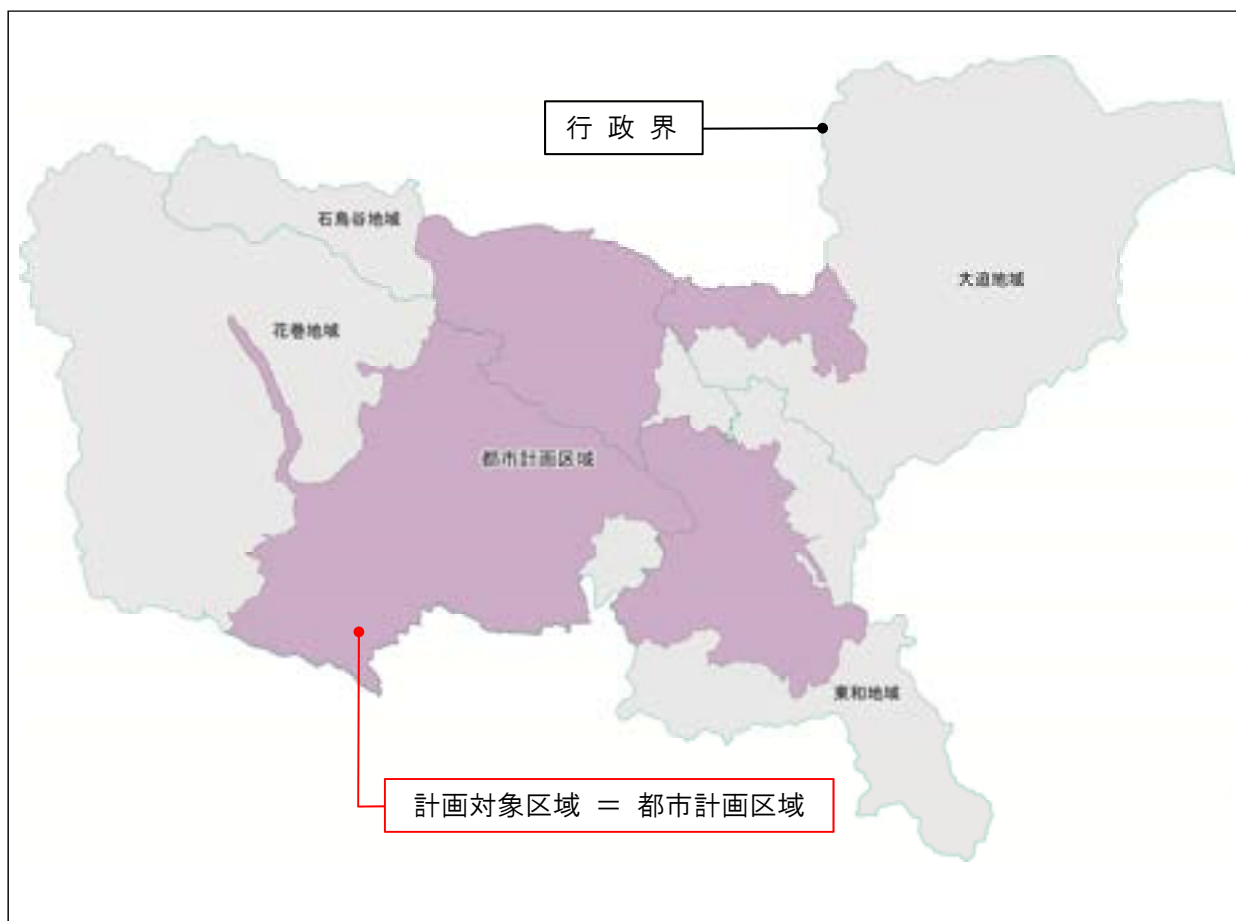 行政界
石鳥谷地域
大迫地域
花巻地域
都市計画区域
東和地域
計画対象区域 ＝ 都市計画区域